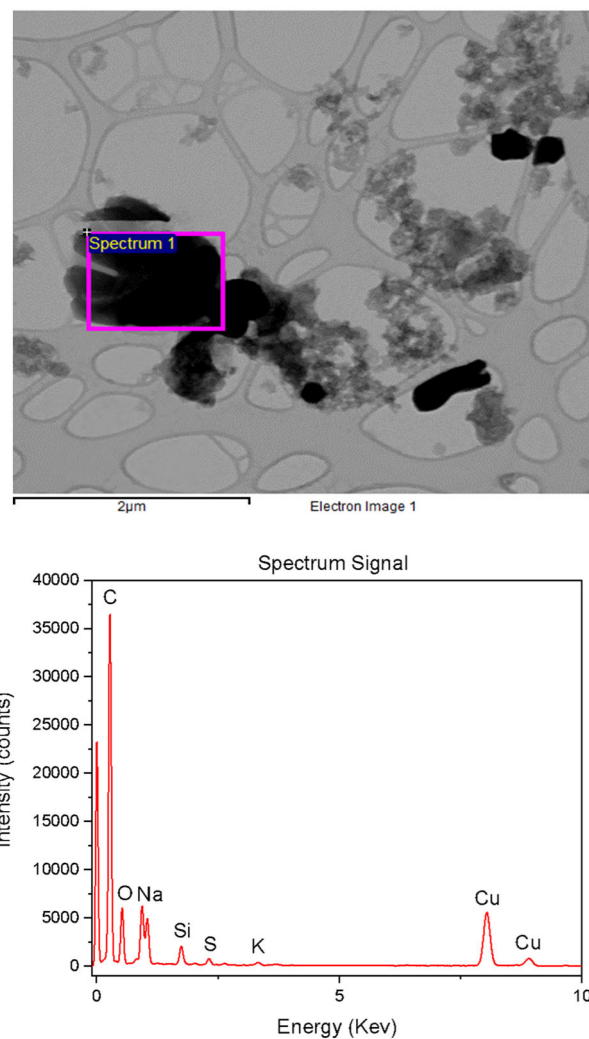 Spectrum 1
2µm
Electron Image 1
Spectrum Signal
40000
35000
30000
25000
20000
15000
10000
5000
0
Intensity (counts)
C
O
Na
Si
S
K
Cu
Cu
0
5
10
Energy (Kev)